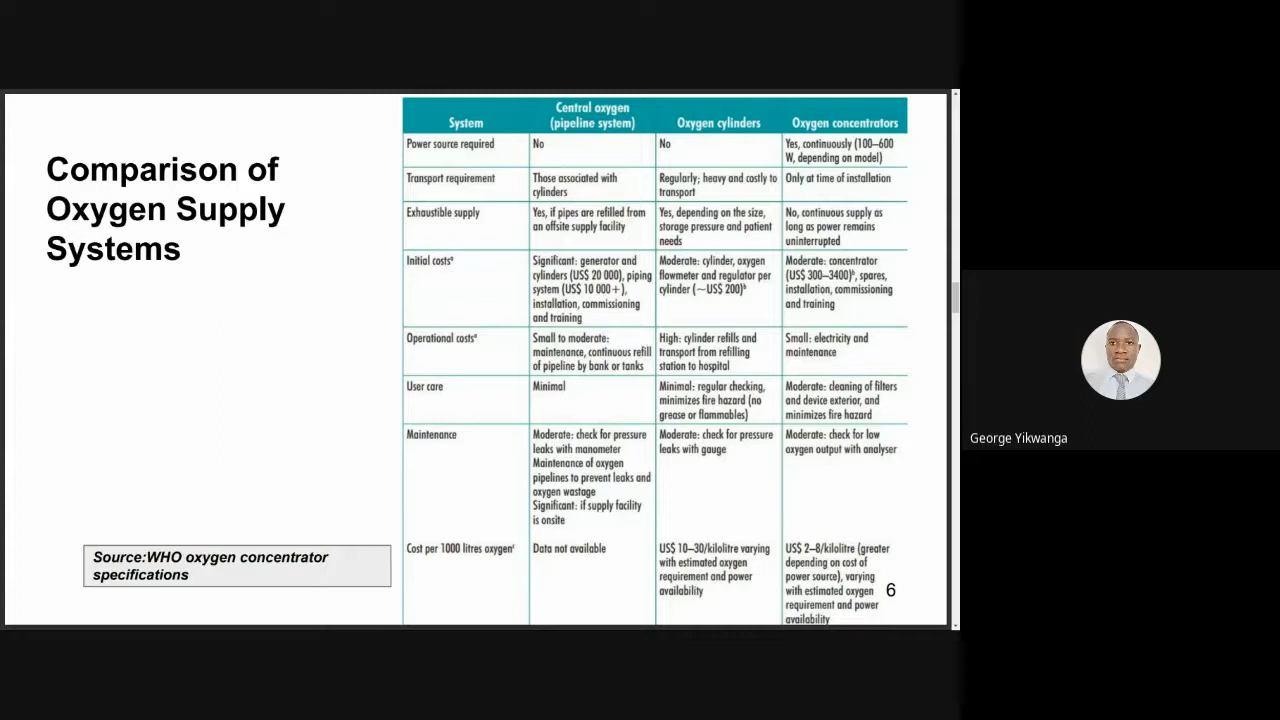 Comparison of
Oxygen Supply
Systems
Source:WHO oxygen concentrator
specifications
System
Central oxygen
(pipeline system)
Oxygen cylinders
Oxygen concentrators
Power source required
No
No
Yes, continuously (100–600
W, depending on model)
Transport requirement
Those associated with
cylinders
Regularly; heavy and costly to
transport
Only at time of installation
Exhaustible supply
Yes, if pipes are refilled from
an offsite supply facility
Yes, depending on the size,
storage pressure and patient
needs
No, continuous supply as
long as power remains
uninterrupted
Initial costsᵃ
Significant: generator and
cylinders (US$ 20 000), piping
system (US$ 10 000+),
installation, commissioning
and training
Moderate: cylinder, oxygen
flowmeter and regulator per
cylinder (~US$ 200)ᵇ
Moderate: concentrator
(US$ 300–3400)ᵇ, spares,
installation, commissioning
and training
Operational costsᵃ
Small to moderate:
maintenance, continuous refill
of pipeline by bank or tanks
High: cylinder refills and
transport from refilling
station to hospital
Small: electricity and
maintenance
User care
Minimal
Minimal: regular checking,
minimizes fire hazard (no
grease or flammables)
Moderate: cleaning of filters
and device exterior, and
minimizes fire hazard
Maintenance
Moderate: check for pressure
leaks with manometer
Maintenance of oxygen
pipelines to prevent leaks and
oxygen wastage
Significant: if supply facility
is onsite
Moderate: check for pressure
leaks with gauge
Moderate: check for low
oxygen output with analyser
Cost per 1000 litres oxygenᶜ
Data not available
US$ 10–30/kilolitre varying
with estimated oxygen
requirement and power
availability
US$ 2–8/kilolitre (greater
depending on cost of
power source), varying
with estimated oxygen
requirement and power
availability
6
George Yikwanga